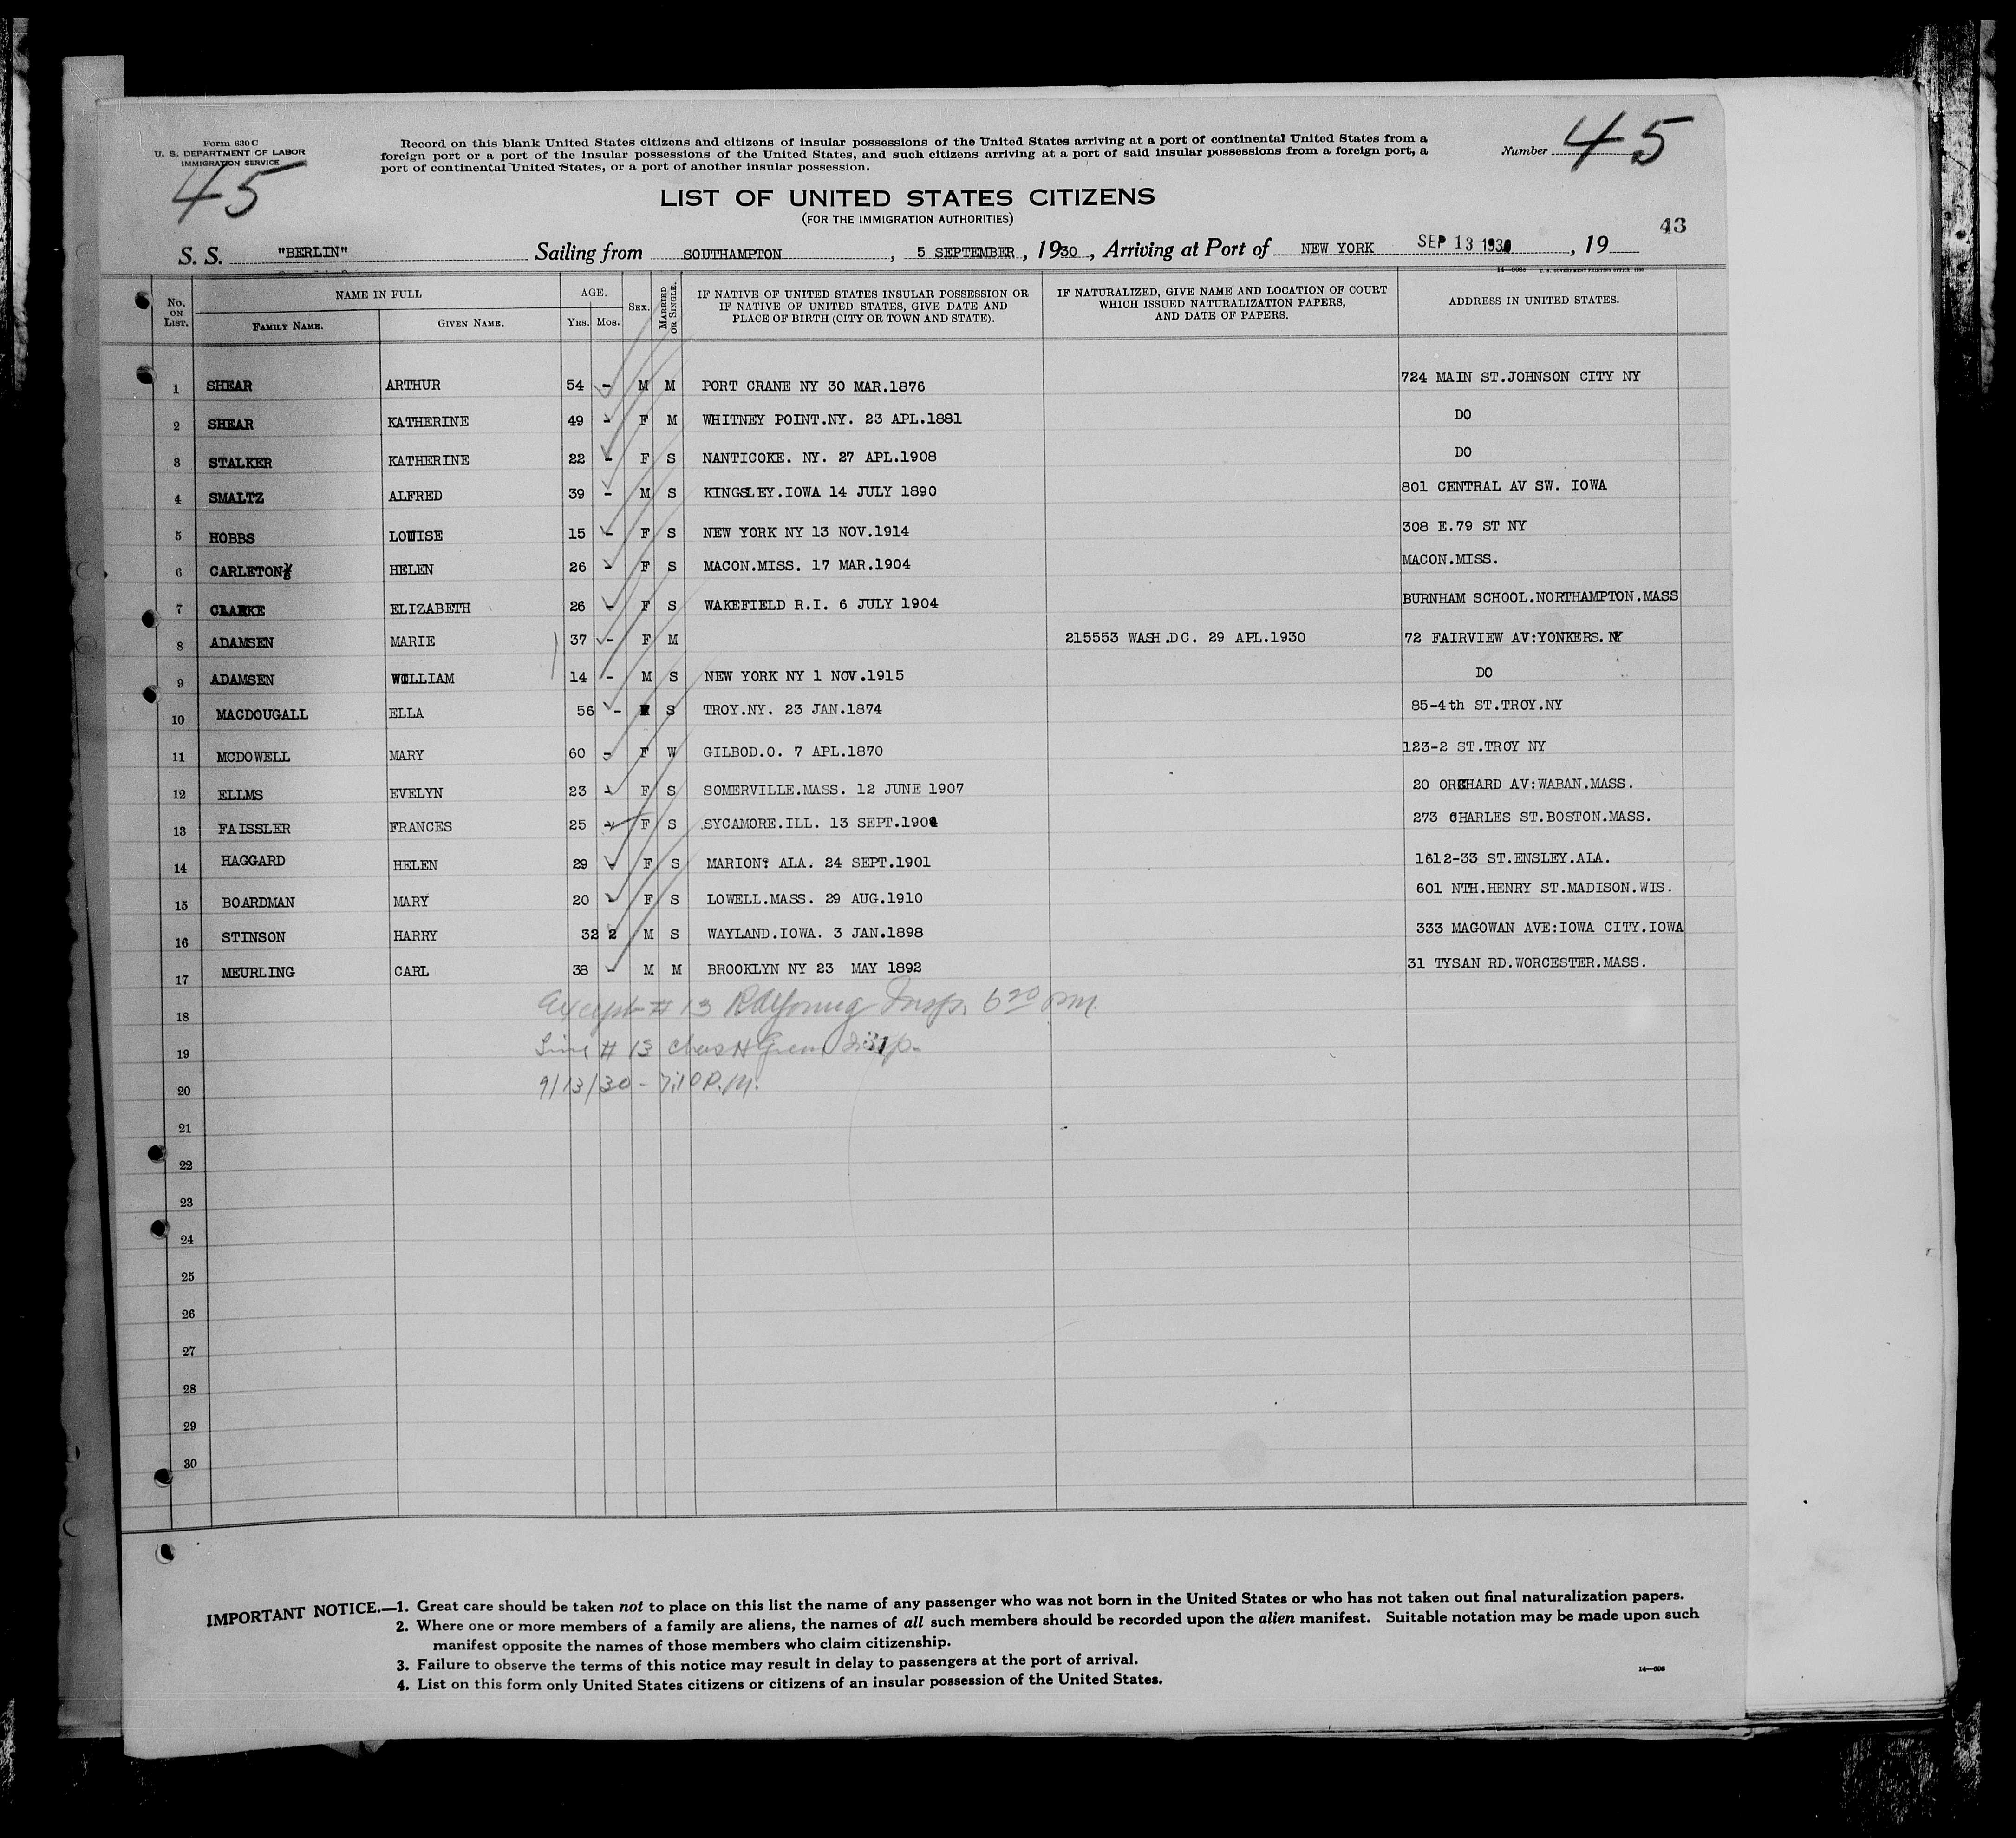 Form 630 C
U. S. DEPARTMENT OF LABOR
IMMIGRATION SERVICE
45
Record on this blank United States citizens and citizens of insular possessions of the United States arriving at a port of continental United States from a
foreign port or a port of the insular possessions of the United States, and such citizens arriving at a port of said insular possessions from a foreign port, a
port of continental United States, or a port of another insular possession.
Number 45
LIST OF UNITED STATES CITIZENS
(FOR THE IMMIGRATION AUTHORITIES)
43
S. S. "BERLIN" Sailing from SOUTHAMPTON, 5 SEPTEMBER, 1930, Arriving at Port of NEW YORK SEP 13 1930, 19
No. ON LIST. NAME IN FULL FAMILY NAME. GIVEN NAME. AGE. YRS. MOS. SEX. MARRIED OR SINGLE. IF NATIVE OF UNITED STATES INSULAR POSSESSION OR IF NATIVE OF UNITED STATES, GIVE DATE AND PLACE OF BIRTH (CITY OR TOWN AND STATE). IF NATURALIZED, GIVE NAME AND LOCATION OF COURT WHICH ISSUED NATURALIZATION PAPERS, AND DATE OF PAPERS. ADDRESS IN UNITED STATES.
1 SHEAR ARTHUR 54 - M M PORT CRANE NY 30 MAR.1876 724 MAIN ST.JOHNSON CITY NY
2 SHEAR KATHERINE 49 - F M WHITNEY POINT.NY. 23 APL.1881 DO
3 STALKER KATHERINE 22 - F S NANTICOKE. NY. 27 APL.1908 DO
4 SMALTZ ALFRED 39 - M S KINGSLEY.IOWA 14 JULY 1890 801 CENTRAL AV SW. IOWA
5 HOBBS LOUISE 15 - F S NEW YORK NY 13 NOV.1914 308 E.79 ST NY
6 CARLETON HELEN 26 - F S MACON.MISS. 17 MAR.1904 MACON.MISS.
7 CLARKE ELIZABETH 26 - F S WAKEFIELD R.I. 6 JULY 1904 BURNHAM SCHOOL.NORTHAMPTON.MASS
8 ADAMSEN MARIE 37 - F M 215553 WASH.DC. 29 APL.1930 72 FAIRVIEW AV:YONKERS.NY
9 ADAMSEN WILLIAM 14 - M S NEW YORK NY 1 NOV.1915 DO
10 MACDOUGALL ELLA 56 - F S TROY.NY. 23 JAN.1874 85-4th ST.TROY.NY
11 MCDOWELL MARY 60 - F W GILBOD.O. 7 APL.1870 123-2 ST.TROY NY
12 ELLMS EVELYN 23 - F S SOMERVILLE.MASS. 12 JUNE 1907 20 ORCHARD AV:WABAN.MASS.
13 FAISSLER FRANCES 25 - F S SYCAMORE.ILL. 13 SEPT.1904 273 CHARLES ST.BOSTON.MASS.
14 HAGGARD HELEN 29 - F S MARION? ALA. 24 SEPT.1901 1612-33 ST.ENSLEY.ALA.
15 BOARDMAN MARY 20 - F S LOWELL.MASS. 29 AUG.1910 601 NTH.HENRY ST.MADISON.WIS.
16 STINSON HARRY 32 2 M S WAYLAND.IOWA. 3 JAN.1898 333 MAGOWAN AVE:IOWA CITY.IOWA
17 MEURLING CARL 38 - M M BROOKLYN NY 23 MAY 1892 31 TYSAN RD.WORCESTER.MASS.
18 Except # 13 Insp. 6 20 PM.
19 Line # 13 Chas H Green Insp.
20 9/13/30 - 7:10 P.M.
21
22
23
24
25
26
27
28
29
30
IMPORTANT NOTICE.—1. Great care should be taken not to place on this list the name of any passenger who was not born in the United States or who has not taken out final naturalization papers.
2. Where one or more members of a family are aliens, the names of all such members should be recorded upon the alien manifest. Suitable notation may be made upon such
manifest opposite the names of those members who claim citizenship.
3. Failure to observe the terms of this notice may result in delay to passengers at the port of arrival.
4. List on this form only United States citizens or citizens of an insular possession of the United States.